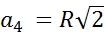 a₄ = R√2